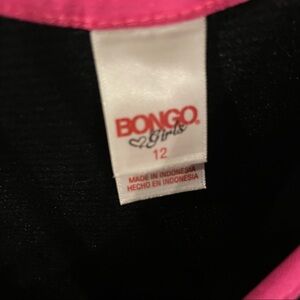 BONGO®
Girls
12
MADE IN INDONESIA
HECHO EN INDONESIA